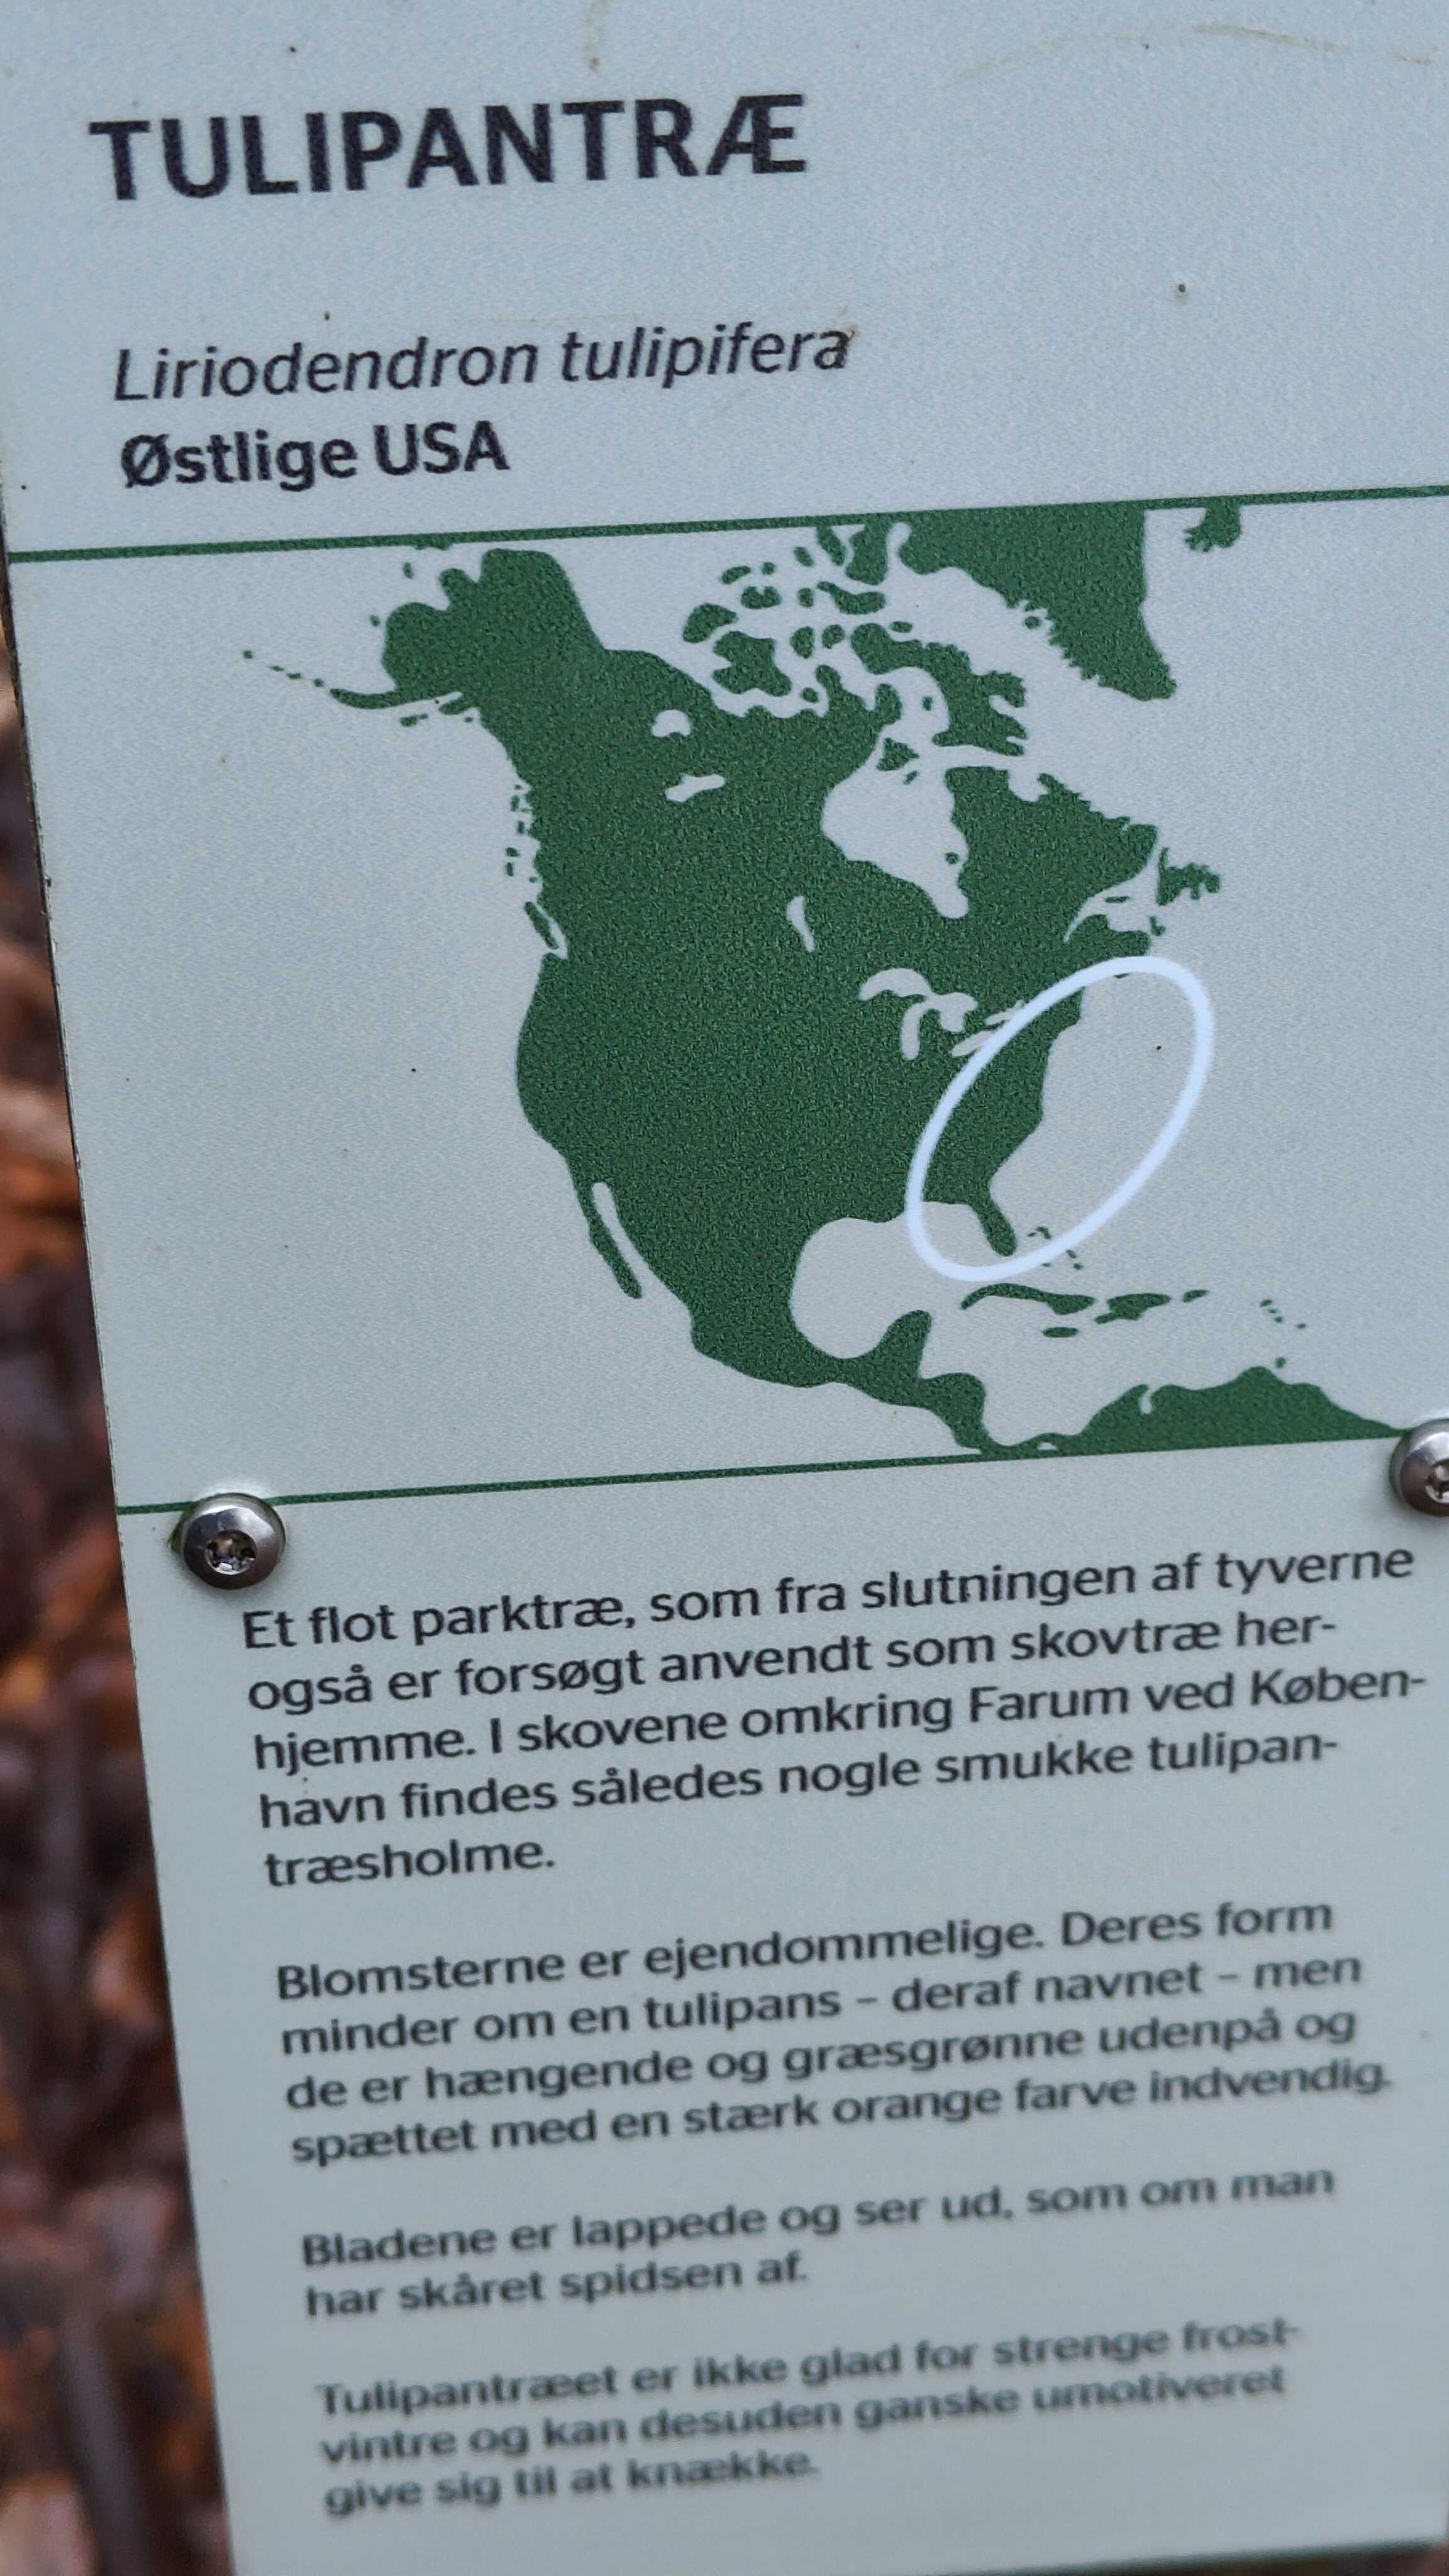 TULIPANTRÆ
Liriodendron tulipifera
Østlige USA
Et flot parktræ, som fra slutningen af tyverne
også er forsøgt anvendt som skovtræ her-
hjemme. I skovene omkring Farum ved Køben-
havn findes således nogle smukke tulipan-
træsholme.
Blomsterne er ejendommelige. Deres form
minder om en tulipans – deraf navnet – men
de er hængende og græsgrønne udenpå og
spættet med en stærk orange farve indvendig.
Bladene er lappede og ser ud, som om man
har skåret spidsen af.
Tulipantræet er ikke glad for strenge frost-
vintre og kan desuden ganske umotiveret
give sig til at knække.